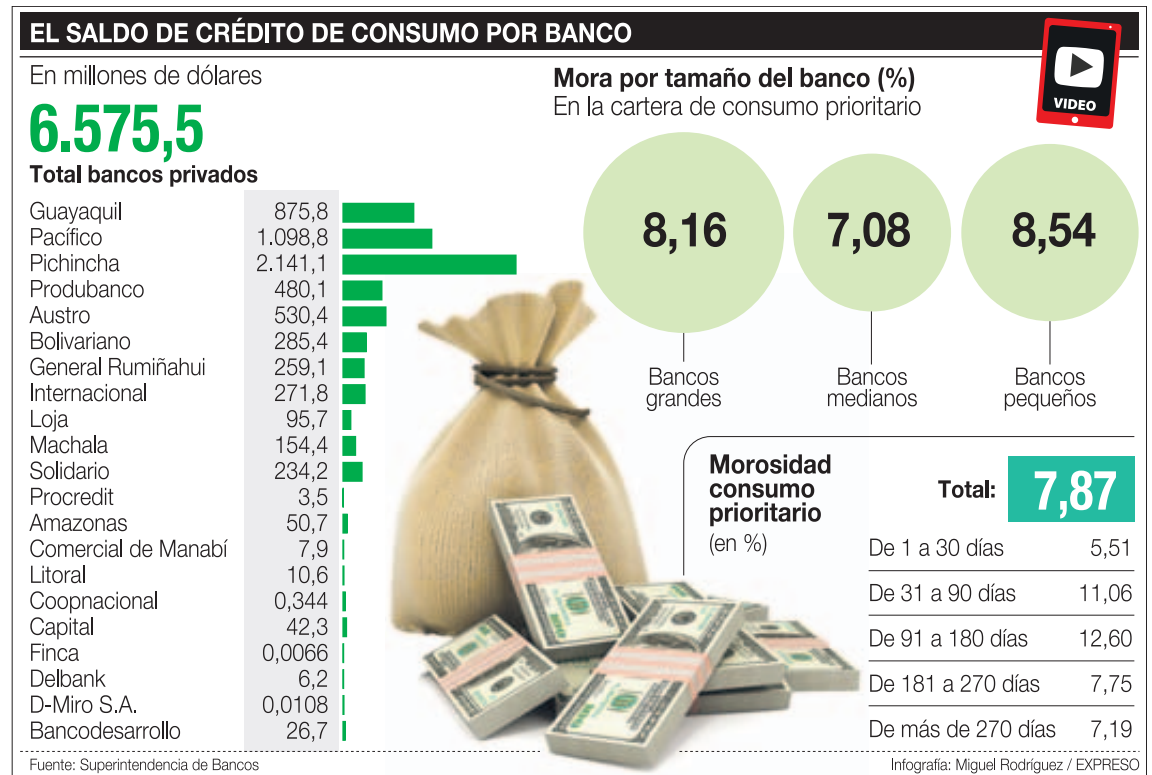 EL SALDO DE CRÉDITO DE CONSUMO POR BANCO
En millones de dólares
6.575,5
Total bancos privados
Guayaquil 875,8
Pacífico 1.098,8
Pichincha 2.141,1
Produbanco 480,1
Austro 530,4
Bolivariano 285,4
General Rumiñahui 259,1
Internacional 271,8
Loja 95,7
Machala 154,4
Solidario 234,2
Procredit 3,5
Amazonas 50,7
Comercial de Manabí 7,9
Litoral 10,6
Coopnacional 0,344
Capital 42,3
Finca 0,0066
Delbank 6,2
D-Miro S.A. 0,0108
Bancodesarrollo 26,7
Mora por tamaño del banco (%)
En la cartera de consumo prioritario
VIDEO
8,16
7,08
8,54
Bancos
grandes
Bancos
medianos
Bancos
pequeños
Morosidad
consumo
prioritario
(en %)
Total: 7,87
De 1 a 30 días 5,51
De 31 a 90 días 11,06
De 91 a 180 días 12,60
De 181 a 270 días 7,75
De más de 270 días 7,19
Fuente: Superintendencia de Bancos
Infografía: Miguel Rodríguez / EXPRESO